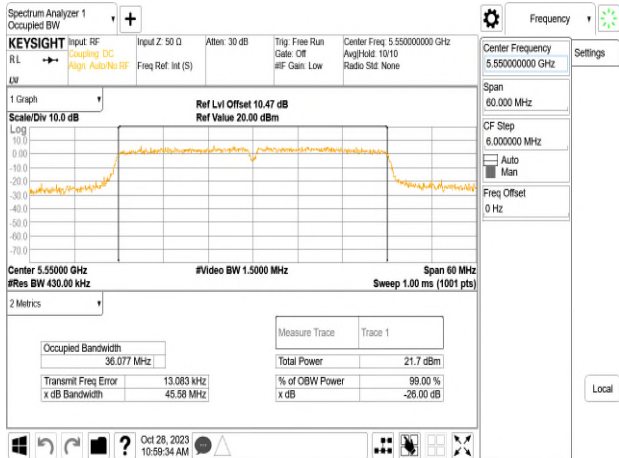 Spectrum Analyzer 1
Occupied BW
Frequency
KEYSIGHT Input: RF Input Z: 50 Ω Atten: 30 dB Trig: Free Run Center Freq: 5.550000000 GHz
RL Coupling: DC Gate: Off Avg|Hold: 10/10
Align: Auto/No RF Freq Ref: Int (S) #IF Gain: Low Radio Std: None
LXI
Center Frequency
5.550000000 GHz
Settings
Span
60.000 MHz
CF Step
6.000000 MHz
Auto
Man
Freq Offset
0 Hz
Local
1 Graph
Ref Lvl Offset 10.47 dB
Scale/Div 10.0 dB Ref Value 20.00 dBm
Log
10.0
0.00
-10.0
-20.0
-30.0
-40.0
-50.0
-60.0
-70.0
Center 5.55000 GHz #Video BW 1.5000 MHz Span 60 MHz
#Res BW 430.00 kHz Sweep 1.00 ms (1001 pts)
2 Metrics
Measure Trace Trace 1
Occupied Bandwidth
36.077 MHz Total Power 21.7 dBm
Transmit Freq Error 13.083 kHz % of OBW Power 99.00 %
x dB Bandwidth 45.58 MHz x dB -26.00 dB
? Oct 28, 2023
10:59:34 AM